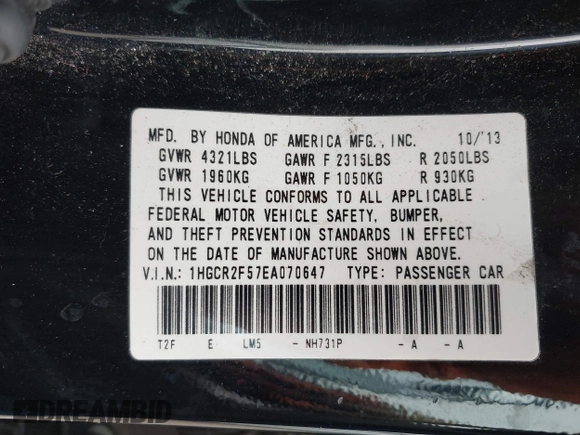 MFD. BY HONDA OF AMERICA MFG., INC. 10/'13
GVWR 4321LBS GAWR F 2315LBS R 2050LBS
GVWR 1960KG GAWR F 1050KG R 930KG
THIS VEHICLE CONFORMS TO ALL APPLICABLE
FEDERAL MOTOR VEHICLE SAFETY, BUMPER,
AND THEFT PREVENTION STANDARDS IN EFFECT
ON THE DATE OF MANUFACTURE SHOWN ABOVE.
V.I.N.: 1HGCR2F57EA070647 TYPE: PASSENGER CAR
T2F E LM5 - NH731P - A - A
DREAMBID